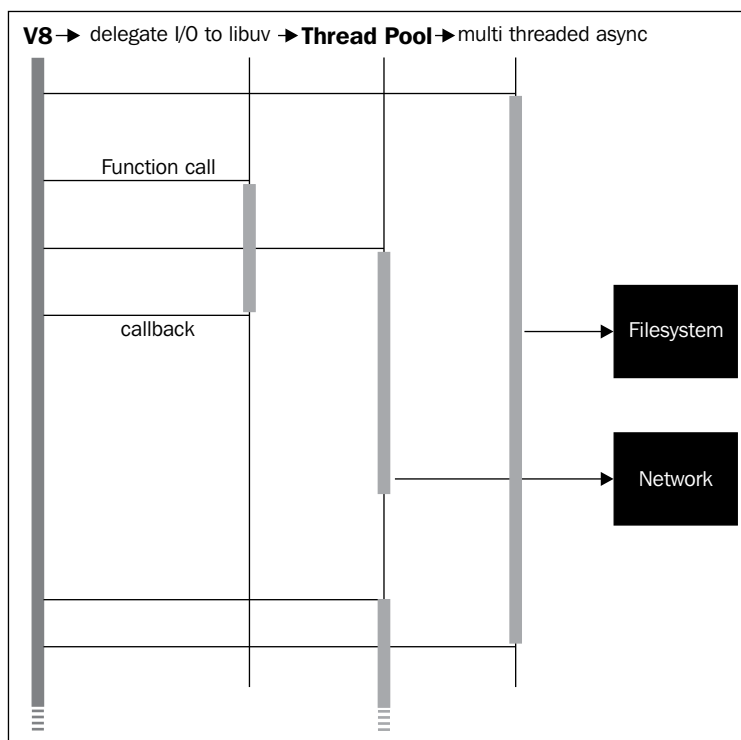 V8 → delegate I/O to libuv → Thread Pool → multi threaded async
Function call
callback
Filesystem
Network